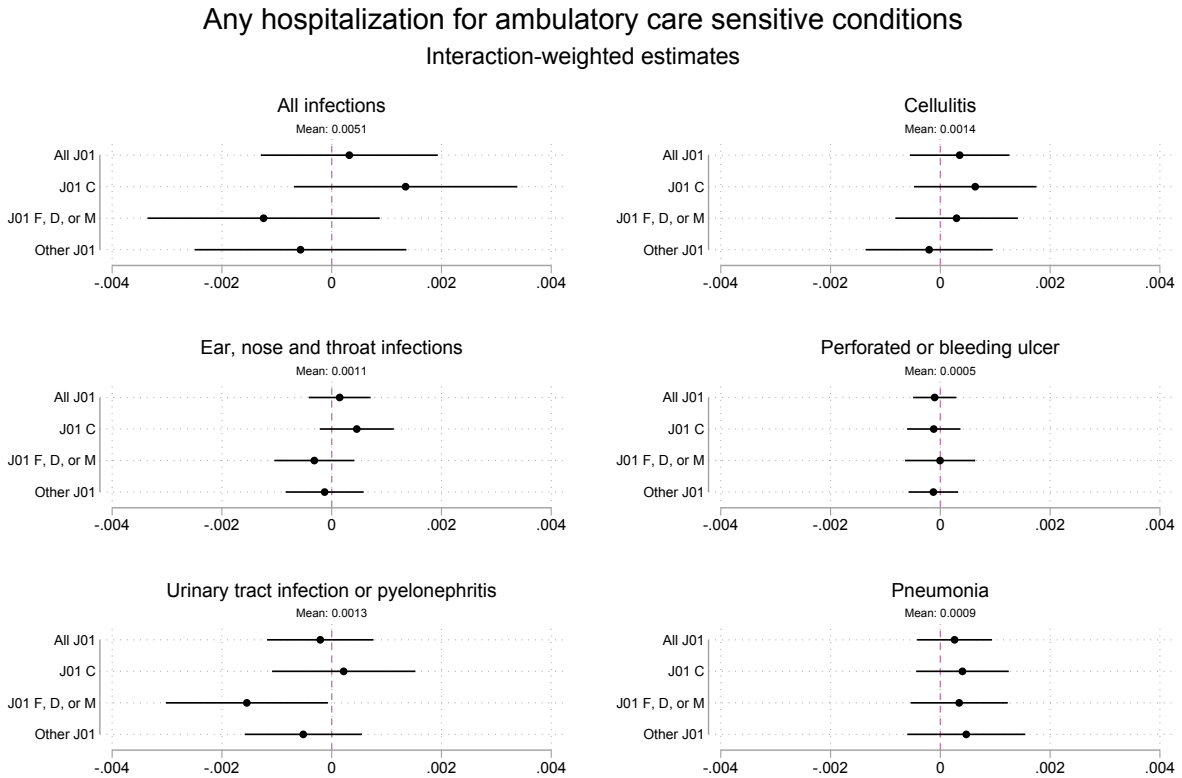 Any hospitalization for ambulatory care sensitive conditions
Interaction-weighted estimates
All infections
Mean: 0.0051
All J01
J01 C
J01 F, D, or M
Other J01
-.004 -.002 0 .002 .004
Cellulitis
Mean: 0.0014
All J01
J01 C
J01 F, D, or M
Other J01
-.004 -.002 0 .002 .004
Ear, nose and throat infections
Mean: 0.0011
All J01
J01 C
J01 F, D, or M
Other J01
-.004 -.002 0 .002 .004
Perforated or bleeding ulcer
Mean: 0.0005
All J01
J01 C
J01 F, D, or M
Other J01
-.004 -.002 0 .002 .004
Urinary tract infection or pyelonephritis
Mean: 0.0013
All J01
J01 C
J01 F, D, or M
Other J01
-.004 -.002 0 .002 .004
Pneumonia
Mean: 0.0009
All J01
J01 C
J01 F, D, or M
Other J01
-.004 -.002 0 .002 .004